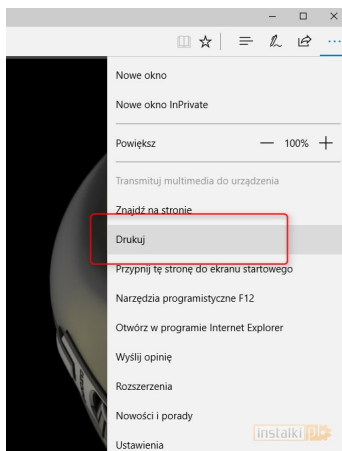 Nowe okno
Nowe okno InPrivate
Powiększ — 100% +
Transmituj multimedia do urządzenia
Znajdź na stronie
Drukuj
Przypnij tę stronę do ekranu startowego
Narzędzia programistyczne F12
Otwórz w programie Internet Explorer
Wyślij opinię
Rozszerzenia
Nowości i porady
instalki pl
Ustawienia